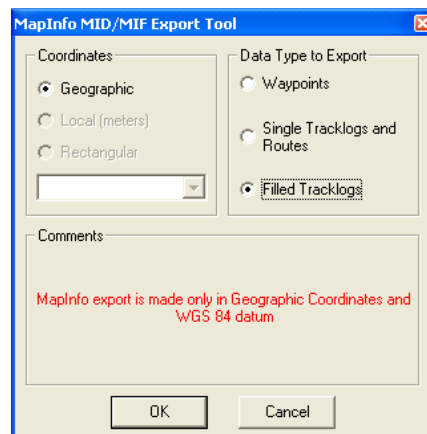 MapInfo MID/MIF Export Tool
Coordinates
Geographic
Local (meters)
Rectangular
Data Type to Export
Waypoints
Single Tracklogs and
Routes
Filled Tracklogs
Comments
MapInfo export is made only in Geographic Coordinates and
WGS 84 datum
OK
Cancel